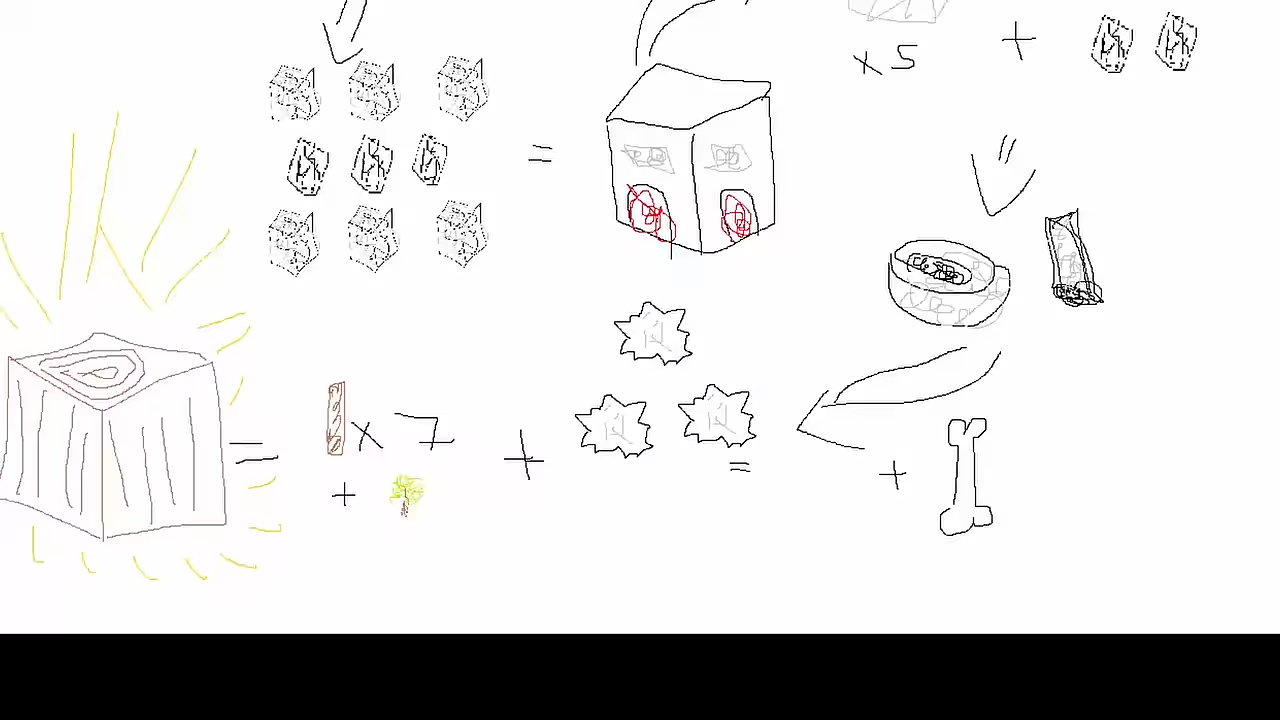 x 5 +
=
= x 7 + =
+ +